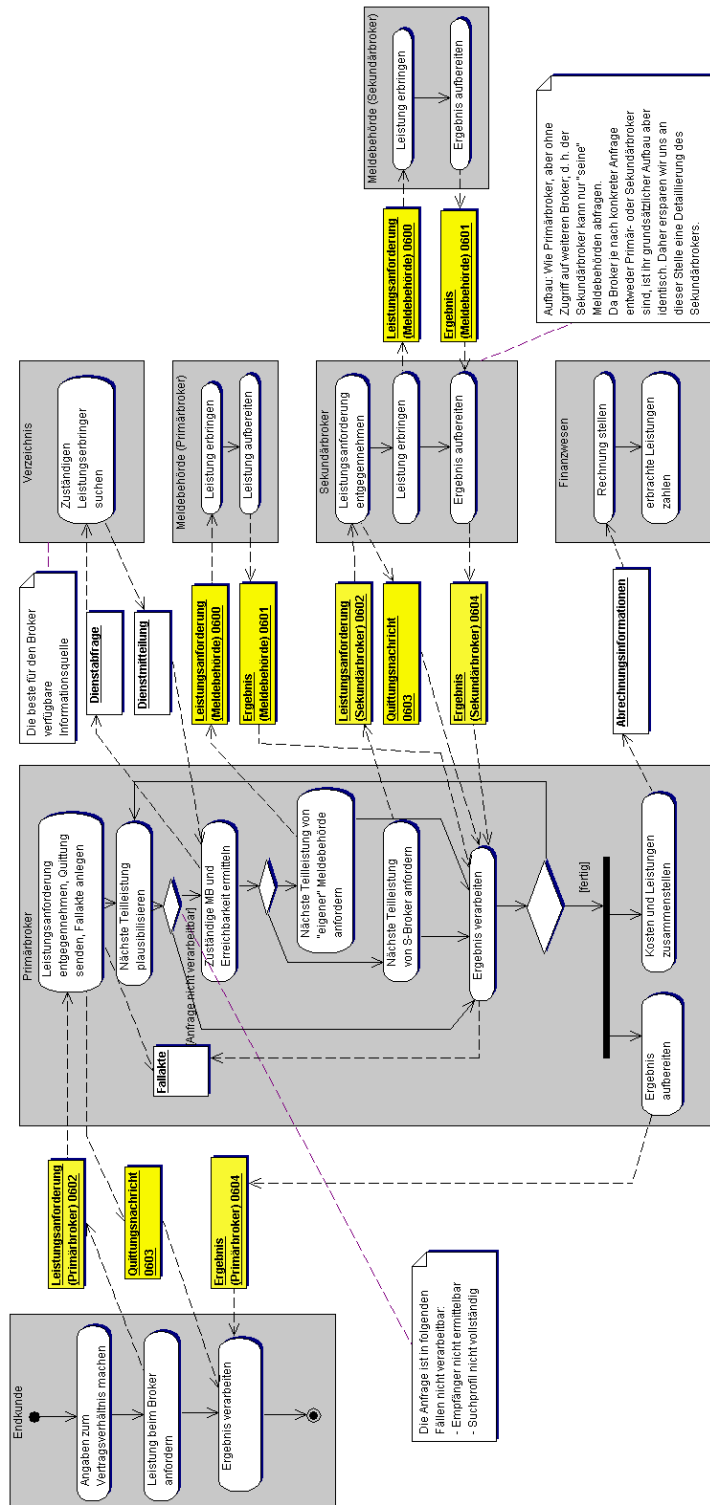 Endkunde
Angaben zum
Vertragsverhältnis machen
Leistung beim Broker
anfordern
Ergebnis verarbeiten
Leistungsanforderung
(Primärbroker) 0602
Quittungsnachricht
0603
Ergebnis
(Primärbroker) 0604
Die Anfrage ist in folgenden
Fällen nicht verarbeitbar:
- Empfänger nicht ermittelbar
- Suchprofil nicht vollständig
Primärbroker
Leistungsanforderung
entgegennehmen, Quittung
senden, Fallakte anlegen
Nächste Teilleistung
plausibilisieren
Fallakte
[Anfrage nicht verarbeitbar]
Zuständige MB und
Erreichbarkeit ermitteln
Nächste Teilleistung von
"eigener" Meldebehörde
anfordern
Nächste Teilleistung
von S-Broker anfordern
Ergebnis verarbeiten
[fertig]
Ergebnis
aufbereiten
Kosten und Leistungen
zusammenstellen
Die beste für den Broker
verfügbare
Informationsquelle
Dienstabfrage
Dienstmitteilung
Leistungsanforderung
(Meldebehörde) 0600
Ergebnis
(Meldebehörde) 0601
Leistungsanforderung
(Sekundärbroker) 0602
Quittungsnachricht
0603
Ergebnis
(Sekundärbroker) 0604
Abrechnungsinformationen
Verzeichnis
Zuständigen
Leistungserbringer
suchen
Meldebehörde (Primärbroker)
Leistung erbringen
Leistung aufbereiten
Sekundärbroker
Leistungsanforderung
entgegennehmen
Leistung erbringen
Ergebnis aufbereiten
Finanzwesen
Rechnung stellen
erbrachte Leistungen
zahlen
Leistungsanforderung
(Meldebehörde) 0600
Ergebnis
(Meldebehörde) 0601
Meldebehörde (Sekundärbroker)
Leistung erbringen
Ergebnis aufbereiten
Aufbau: Wie Primärbroker, aber ohne
Zugriff auf weiteren Broker; d. h. der
Sekundärbroker kann nur "seine"
Meldebehörden abfragen.
Da Broker je nach konkreter Anfrage
entweder Primär- oder Sekundärbroker
sind, ist ihr grundsätzlicher Aufbau aber
identisch. Daher ersparen wir uns an
dieser Stelle eine Detaillierung des
Sekundärbrokers.